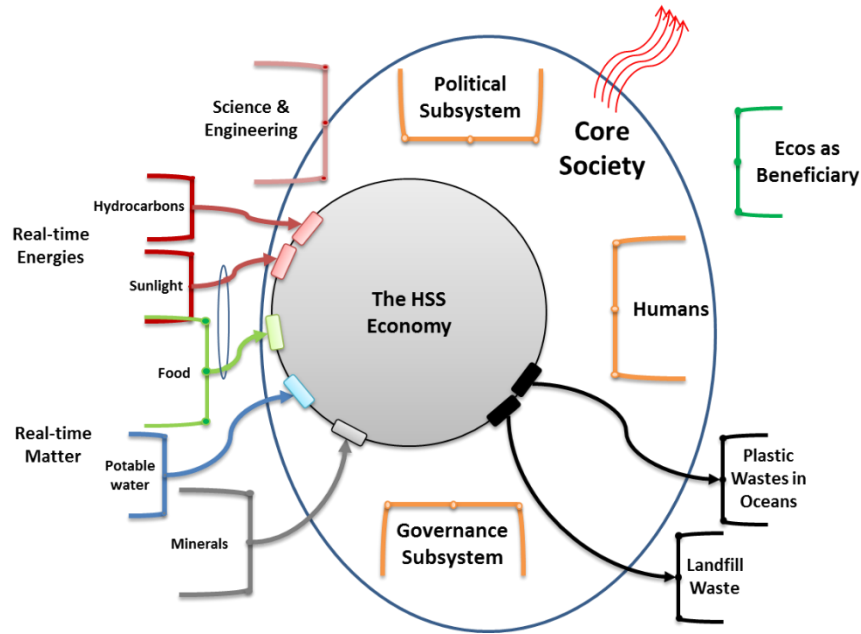 Political
Subsystem
Science &
Engineering
Core
Society
Ecos as
Beneficiary
Hydrocarbons
Real-time
Energies
Sunlight
The HSS
Economy
Humans
Food
Real-time
Matter
Potable
water
Plastic
Wastes in
Oceans
Minerals
Governance
Subsystem
Landfill
Waste